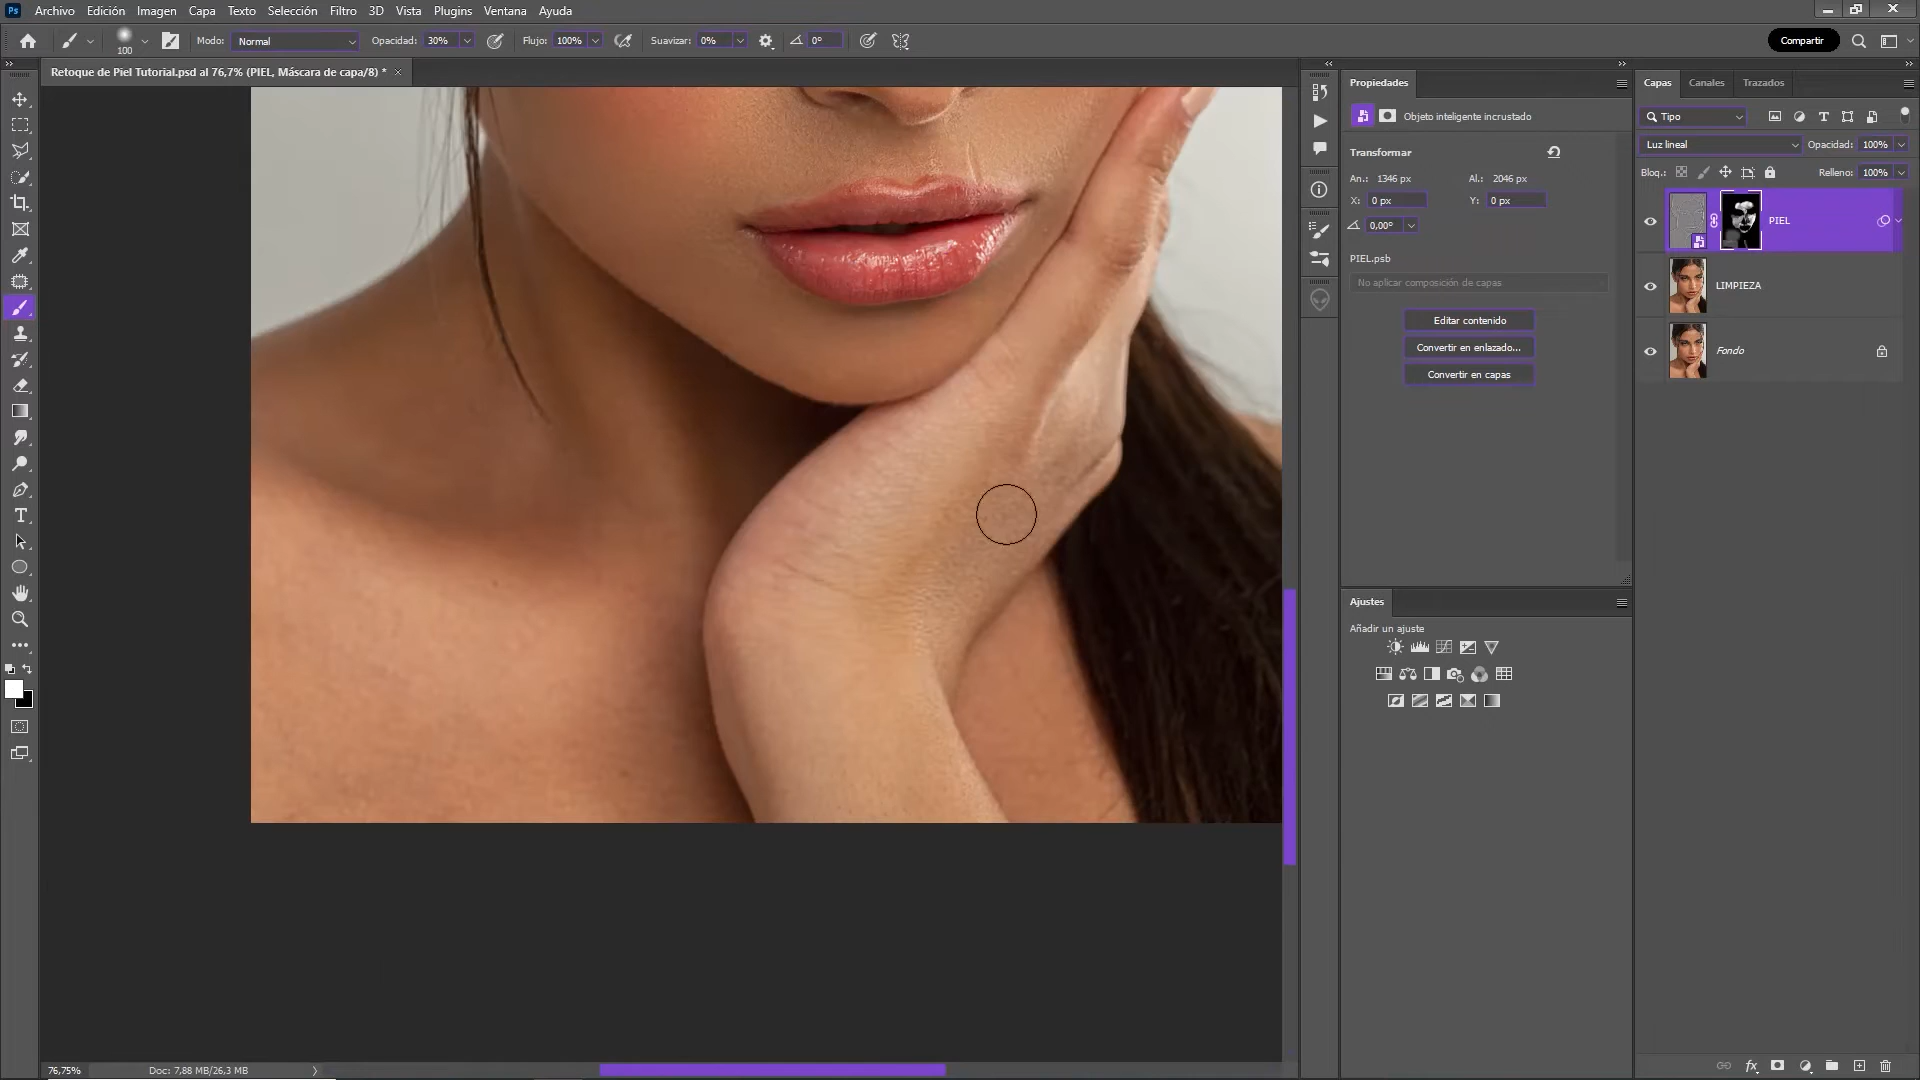 Ps Archivo Edición Imagen Capa Texto Selección Filtro 3D Vista Plugins Ventana Ayuda
100 Modo: Normal Opacidad: 30% Flujo: 100% Suavizar: 0% 0° Compartir
Retoque de Piel Tutorial.psd al 76,7% (PIEL, Máscara de capa/8) *
Propiedades
Objeto inteligente incrustado
Transformar
An.: 1346 px Al.: 2046 px
X: 0 px Y: 0 px
0,00°
PIEL.psb
No aplicar composición de capas
Editar contenido
Convertir en enlazado...
Convertir en capas
Ajustes
Añadir un ajuste
Capas Canales Trazados
Tipo
Luz lineal Opacidad: 100%
Bloq.: Relleno: 100%
PIEL
LIMPIEZA
Fondo
76,75% Doc: 7,88 MB/26,3 MB